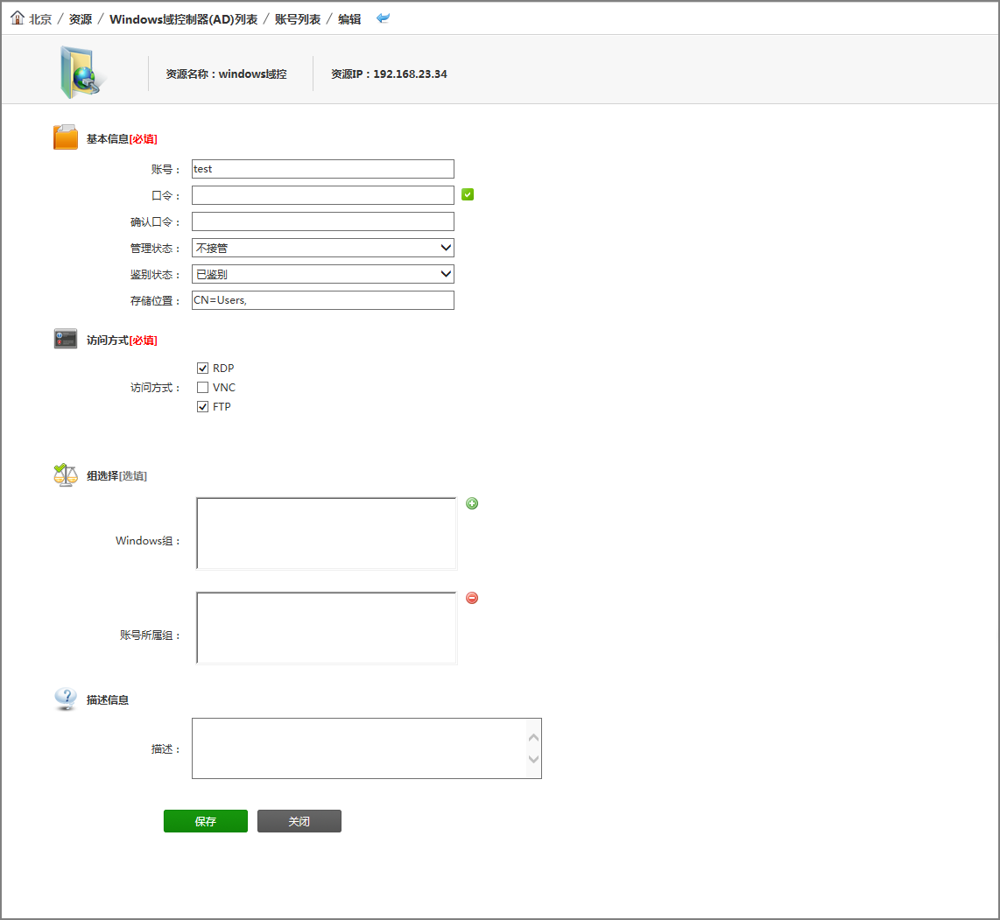 北京 / 资源 / Windows域控制器(AD)列表 / 账号列表 / 编辑
资源名称：windows域控 资源IP：192.168.23.34
基本信息[必填]
账号： test
口令：
确认口令：
管理状态： 不接管
鉴别状态： 已鉴别
存储位置： CN=Users,
访问方式[必填]
RDP
访问方式： VNC
FTP
组选择[选填]
Windows组：
账号所属组：
描述信息
描述：
保存 关闭